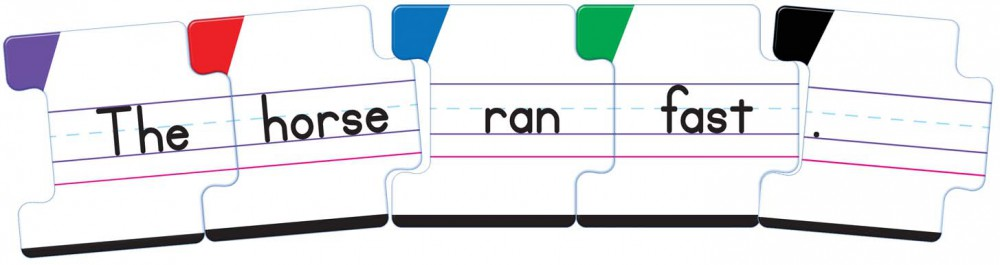 The horse ran fast .